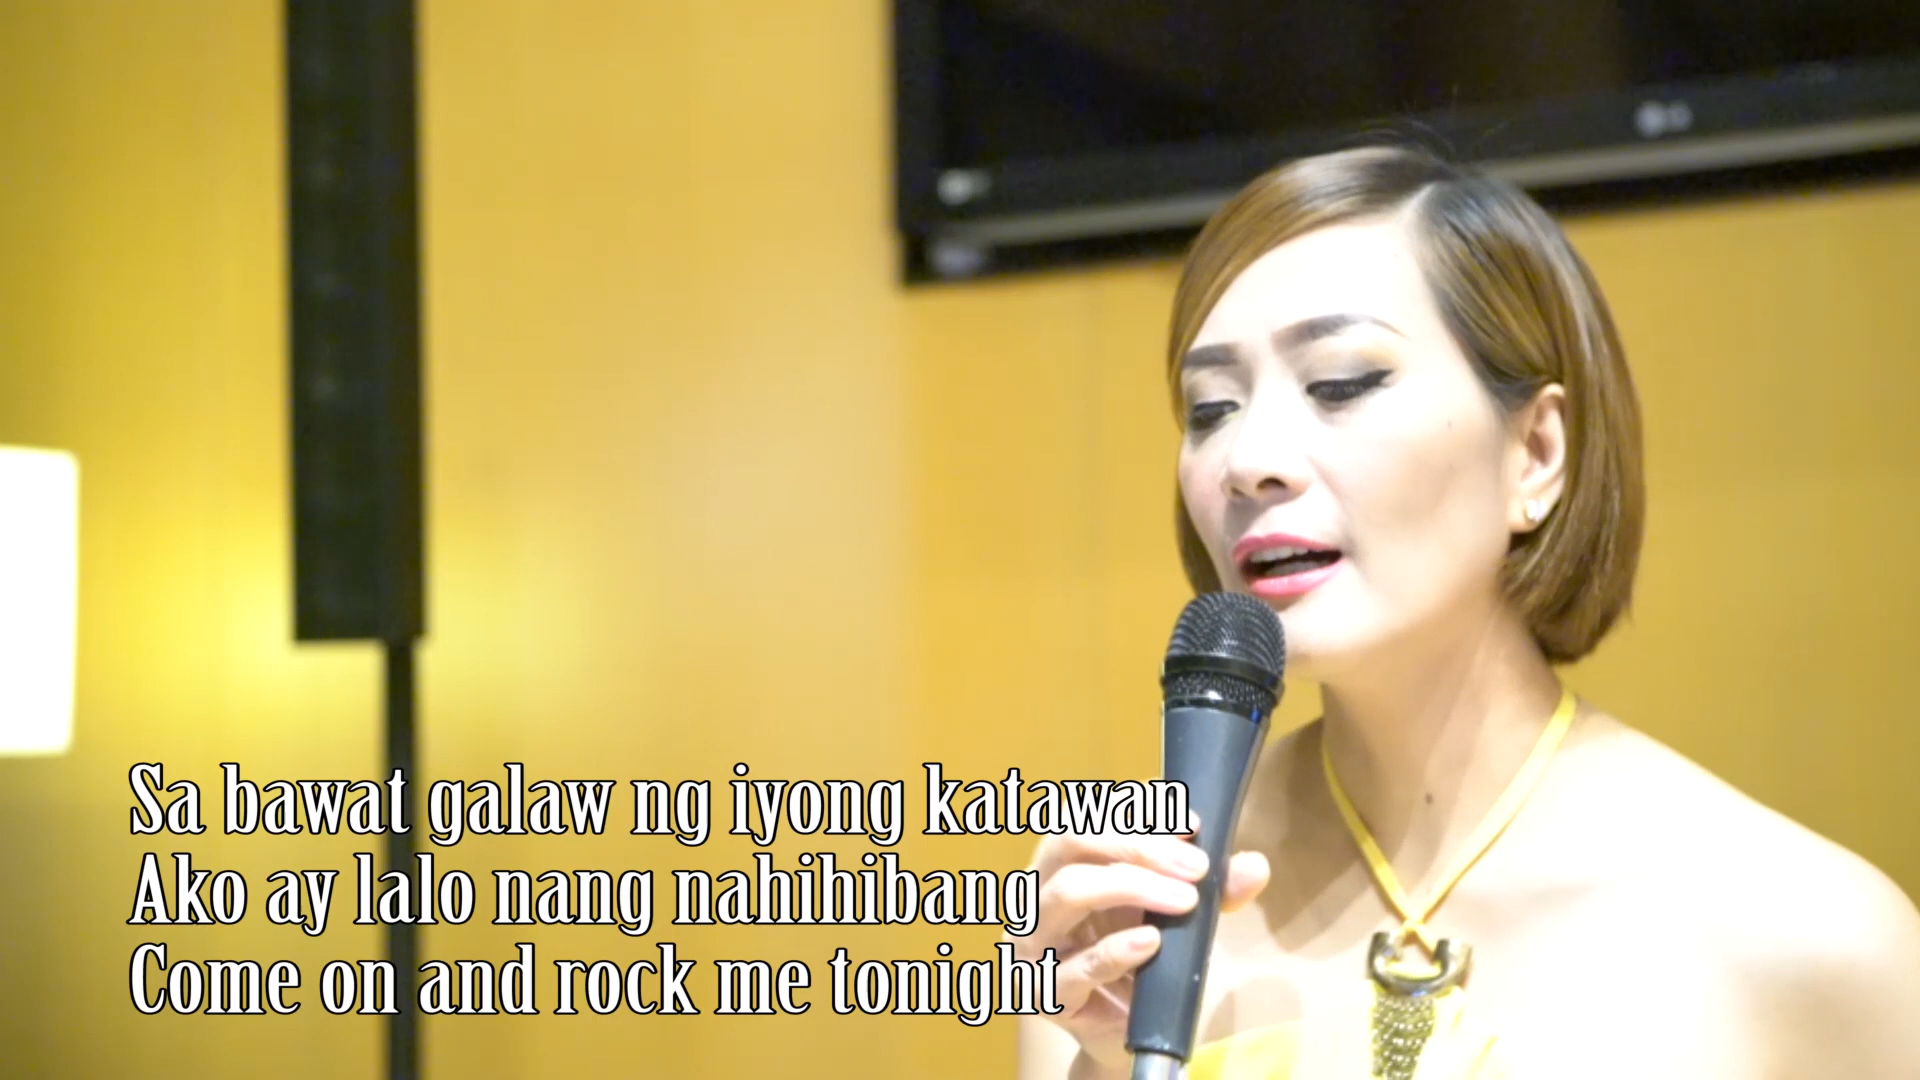 Sa bawat galaw ng iyong katawan
Ako ay lalo nang nahihibang
Come on and rock me tonight